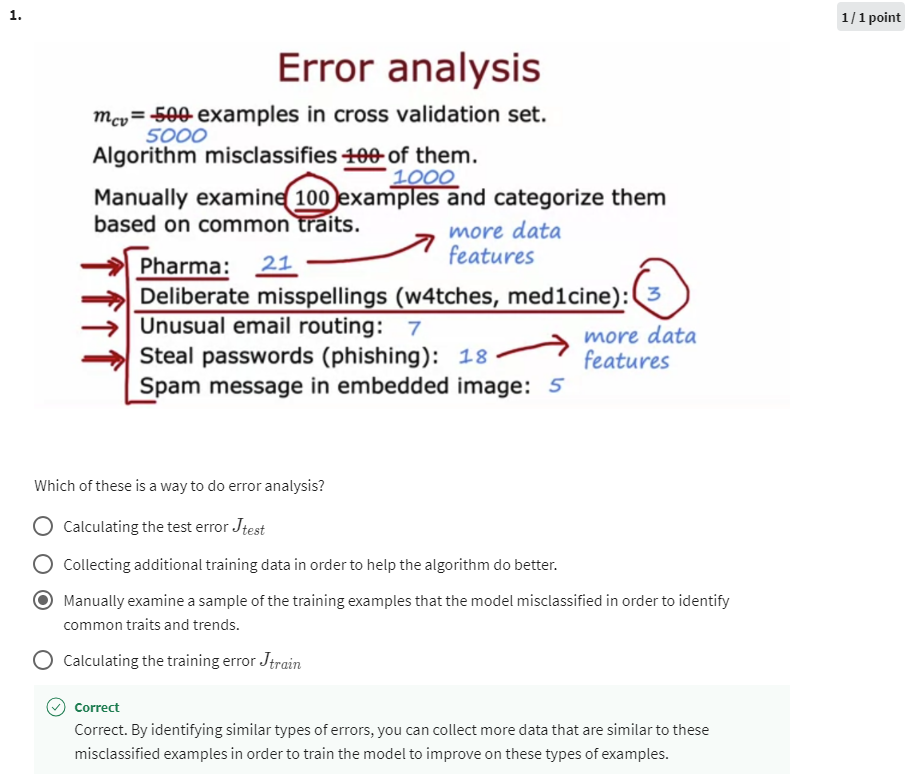 1.
1 / 1 point
Error analysis
m_cv = 500 examples in cross validation set.
5000
Algorithm misclassifies 100 of them.
1000
Manually examine 100 examples and categorize them
based on common traits.
more data
features
Pharma: 21
Deliberate misspellings (w4tches, med1cine): 3
Unusual email routing: 7
more data
features
Steal passwords (phishing): 18
Spam message in embedded image: 5
Which of these is a way to do error analysis?
Calculating the test error J_test
Collecting additional training data in order to help the algorithm do better.
Manually examine a sample of the training examples that the model misclassified in order to identify
common traits and trends.
Calculating the training error J_train
Correct
Correct. By identifying similar types of errors, you can collect more data that are similar to these
misclassified examples in order to train the model to improve on these types of examples.